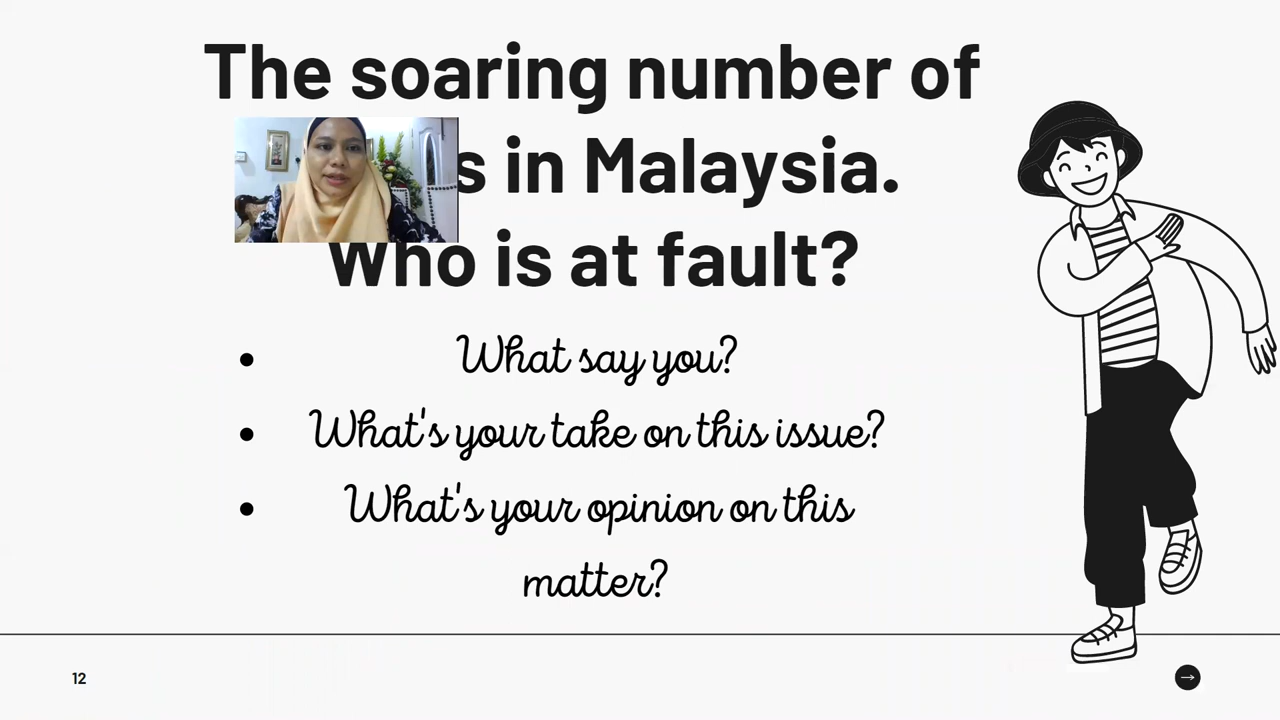 The soaring number of
in Malaysia.
Who is at fault?
• What say you?
• What's your take on this issue?
• What's your opinion on this
matter?
12